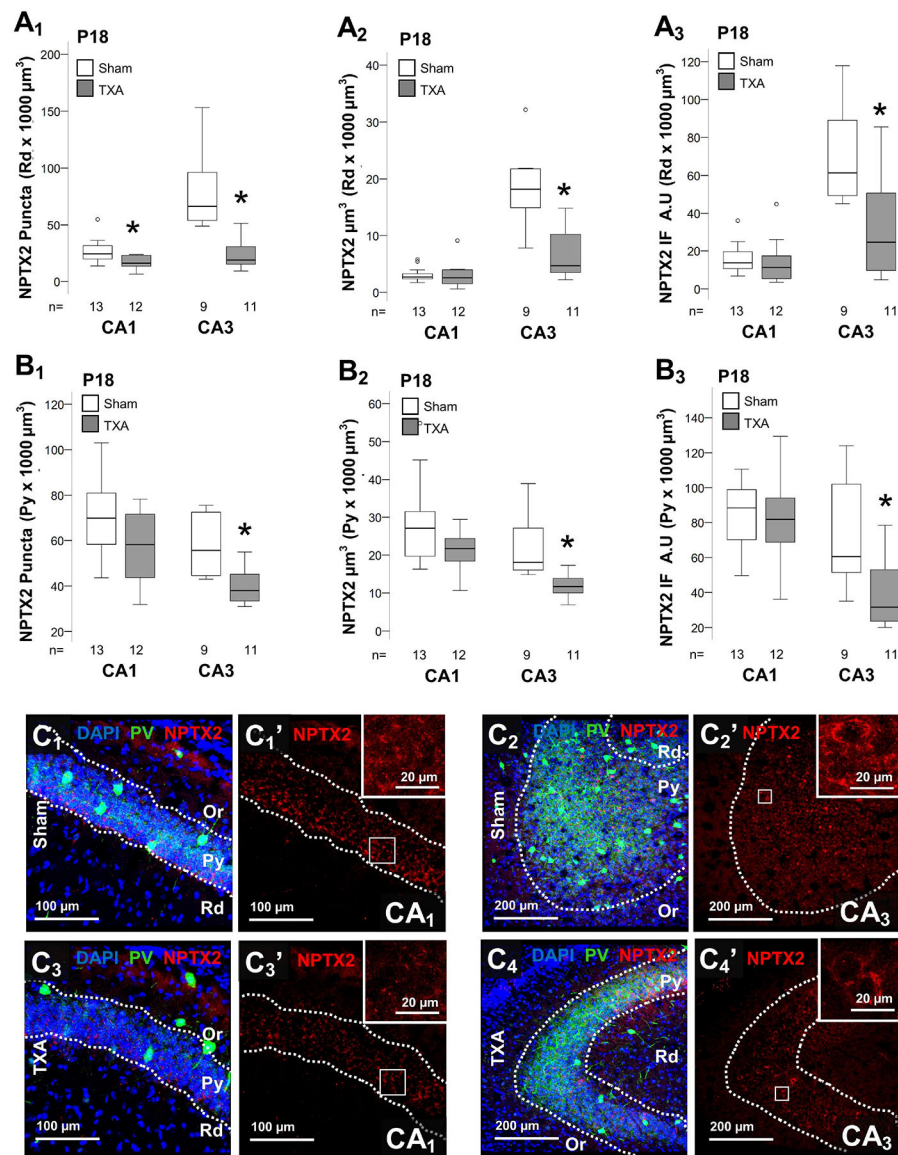 A1
P18
Sham
TXA
NPTX2 Puncta (Rd x 1000 µm³)
200
150
100
50
0
*
*
n= 13 12 9 11
CA1 CA3
A2
P18
Sham
TXA
NPTX2 µm³ (Rd x 1000 µm³)
40
30
20
10
0
*
9 11
13 12
CA1 CA3
A3
P18
Sham
TXA
NPTX2 IF A.U (Rd x 1000 µm³)
120
100
80
60
40
20
0
*
13 12 9 11
CA1 CA3
B1
P18
Sham
TXA
NPTX2 Puncta (Py x 1000 µm³)
120
100
80
60
40
20
*
n= 13 12 9 11
CA1 CA3
B2
P18
Sham
TXA
NPTX2 µm³ (Py x 1000 µm³)
60
50
40
30
20
10
0
*
n= 13 12 9 11
CA1 CA3
B3
P18
Sham
TXA
NPTX2 IF A.U (Py x 1000 µm³)
140
120
100
80
60
40
20
*
n= 13 12 9 11
CA1 CA3
C1 DAPI PV NPTX2
Sham
Or
Py
Rd
100 µm
C1' NPTX2
20 µm
100 µm
CA1
C2 DAPI PV NPTX2
Sham
Rd
Py
Or
200 µm
C2' NPTX2
20 µm
200 µm
CA3
C3 DAPI PV NPTX2
TXA
Or
Py
Rd
100 µm
C3' NPTX2
20 µm
100 µm
CA1
C4 DAPI PV NPTX2
TXA
Py
Rd
Or
200 µm
C4' NPTX2
20 µm
200 µm
CA3